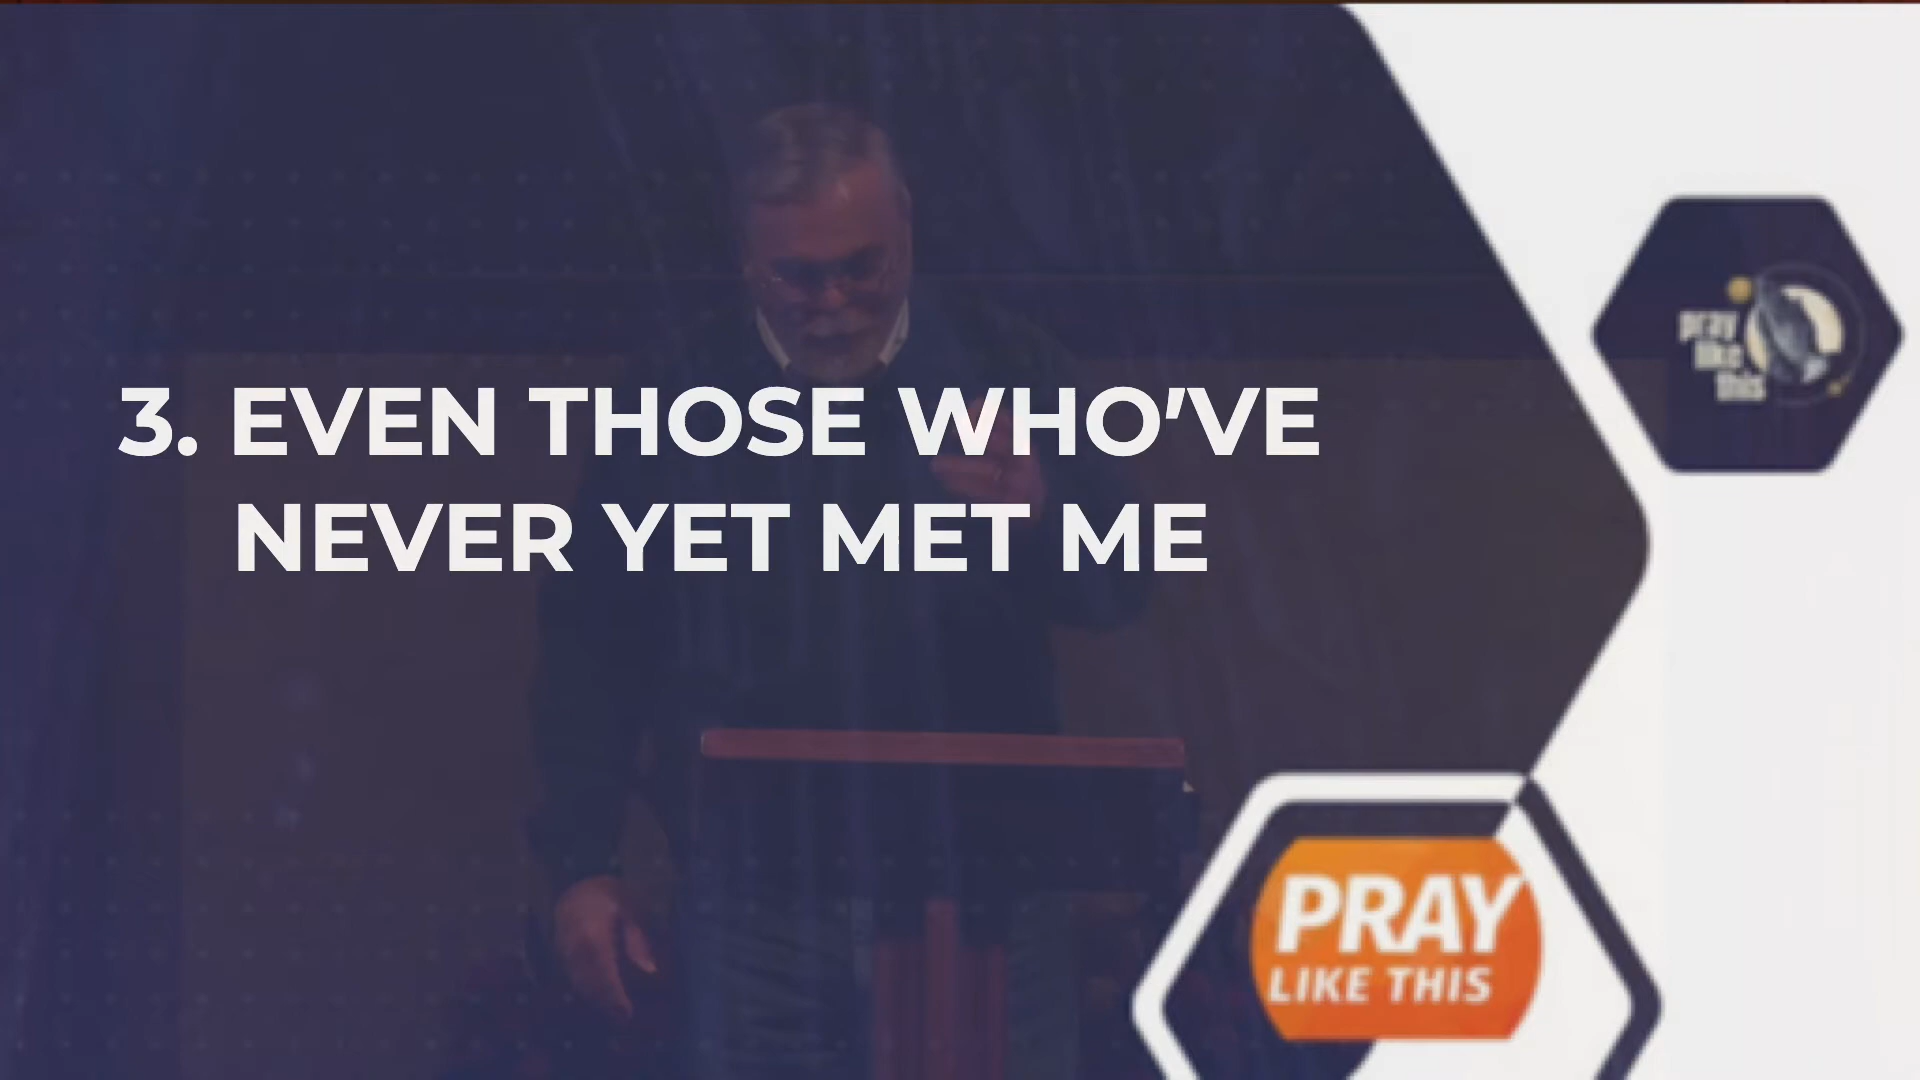 3. EVEN THOSE WHO'VE
NEVER YET MET ME
pray
like
this
PRAY
LIKE THIS